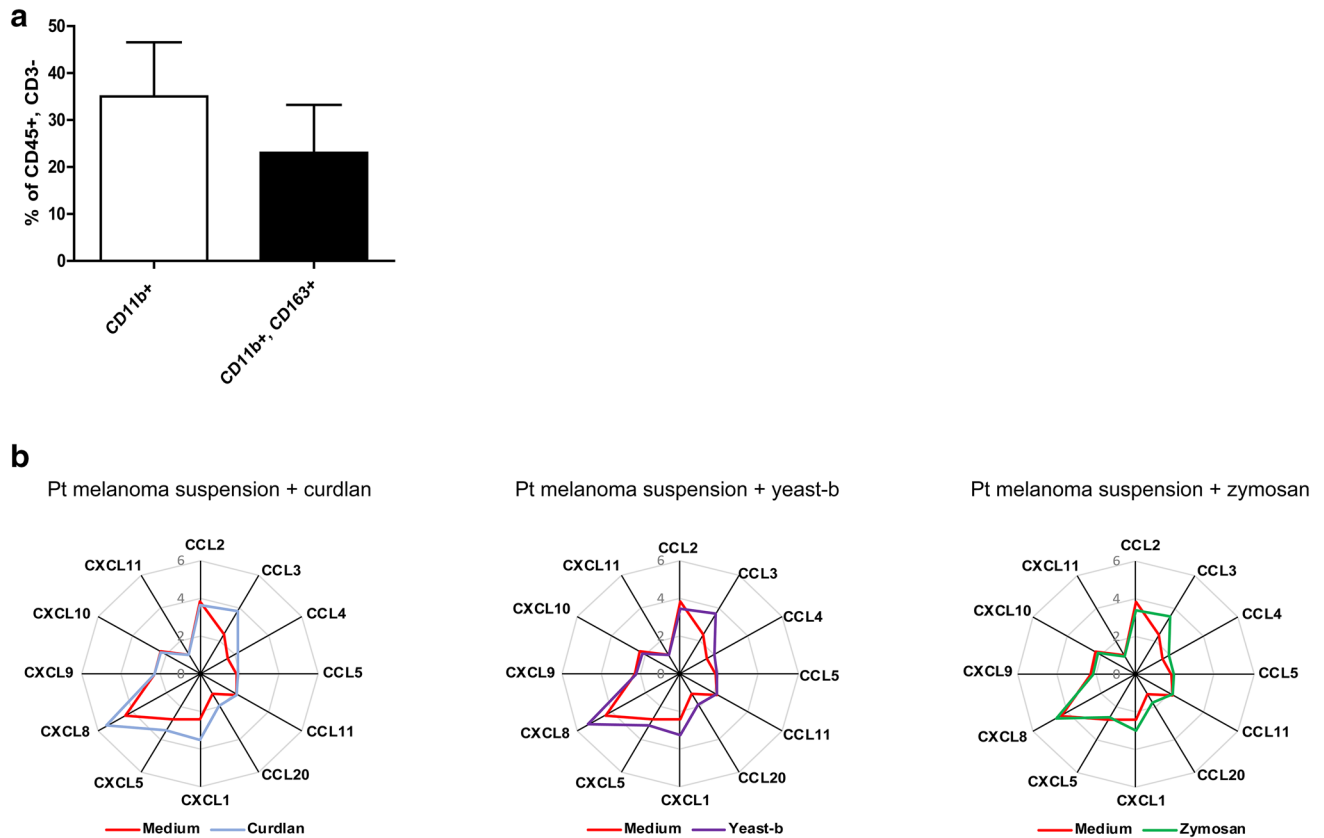 a
50
40
30
20
10
0
% of CD45+, CD3-
CD11b+
CD11b+, CD163+
b
Pt melanoma suspension + curdlan
CCL2
CCL3
CCL4
CCL5
CCL11
CCL20
CXCL1
CXCL5
CXCL8
CXCL9
CXCL10
CXCL11
6
4
2
0
Medium Curdlan
Pt melanoma suspension + yeast-b
CCL2
CCL3
CCL4
CCL5
CCL11
CCL20
CXCL1
CXCL5
CXCL8
CXCL9
CXCL10
CXCL11
6
4
2
0
Medium Yeast-b
Pt melanoma suspension + zymosan
CCL2
CCL3
CCL4
CCL5
CCL11
CCL20
CXCL1
CXCL5
CXCL8
CXCL9
CXCL10
CXCL11
6
4
2
0
Medium Zymosan